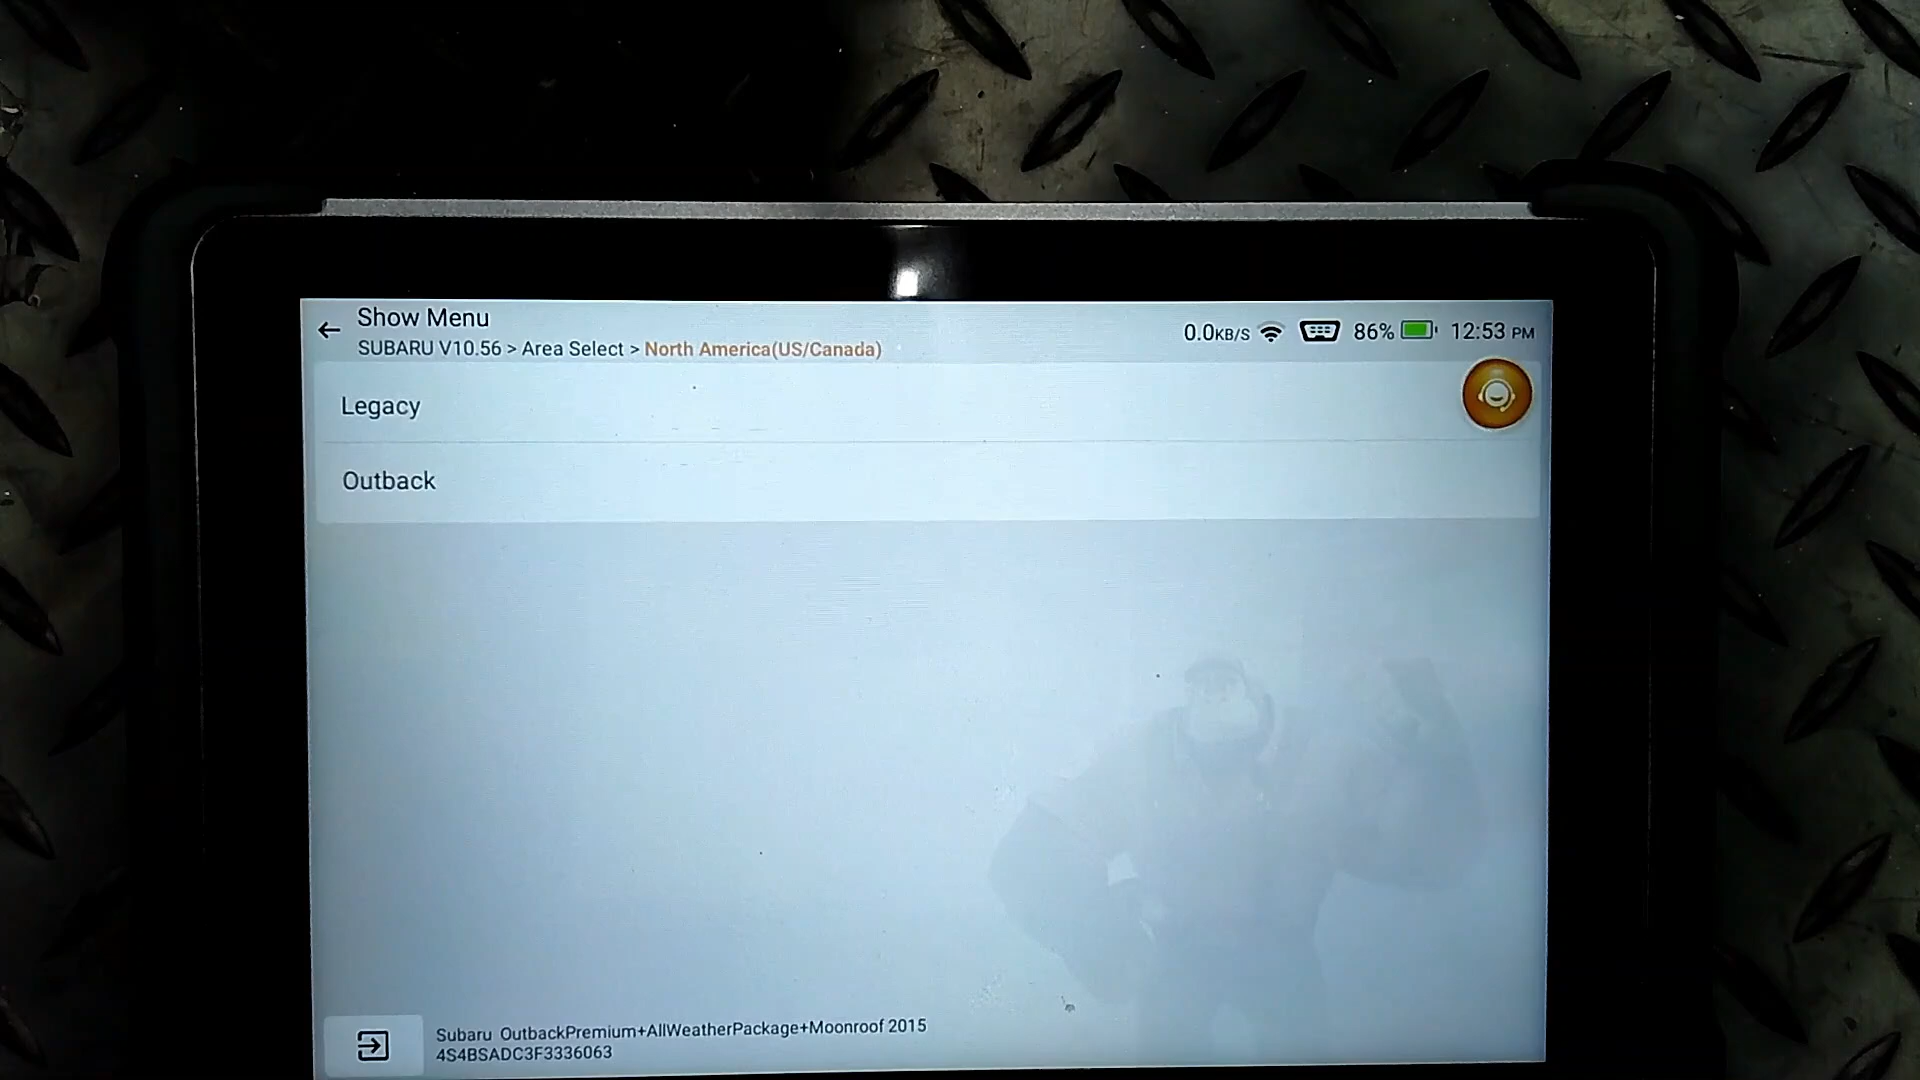 Show Menu
SUBARU V10.56 > Area Select > North America(US/Canada)
0.0KB/S 86% 12:53 PM
Legacy
Outback
Subaru OutbackPremium+AllWeatherPackage+Moonroof 2015
4S4BSADC3F3336063